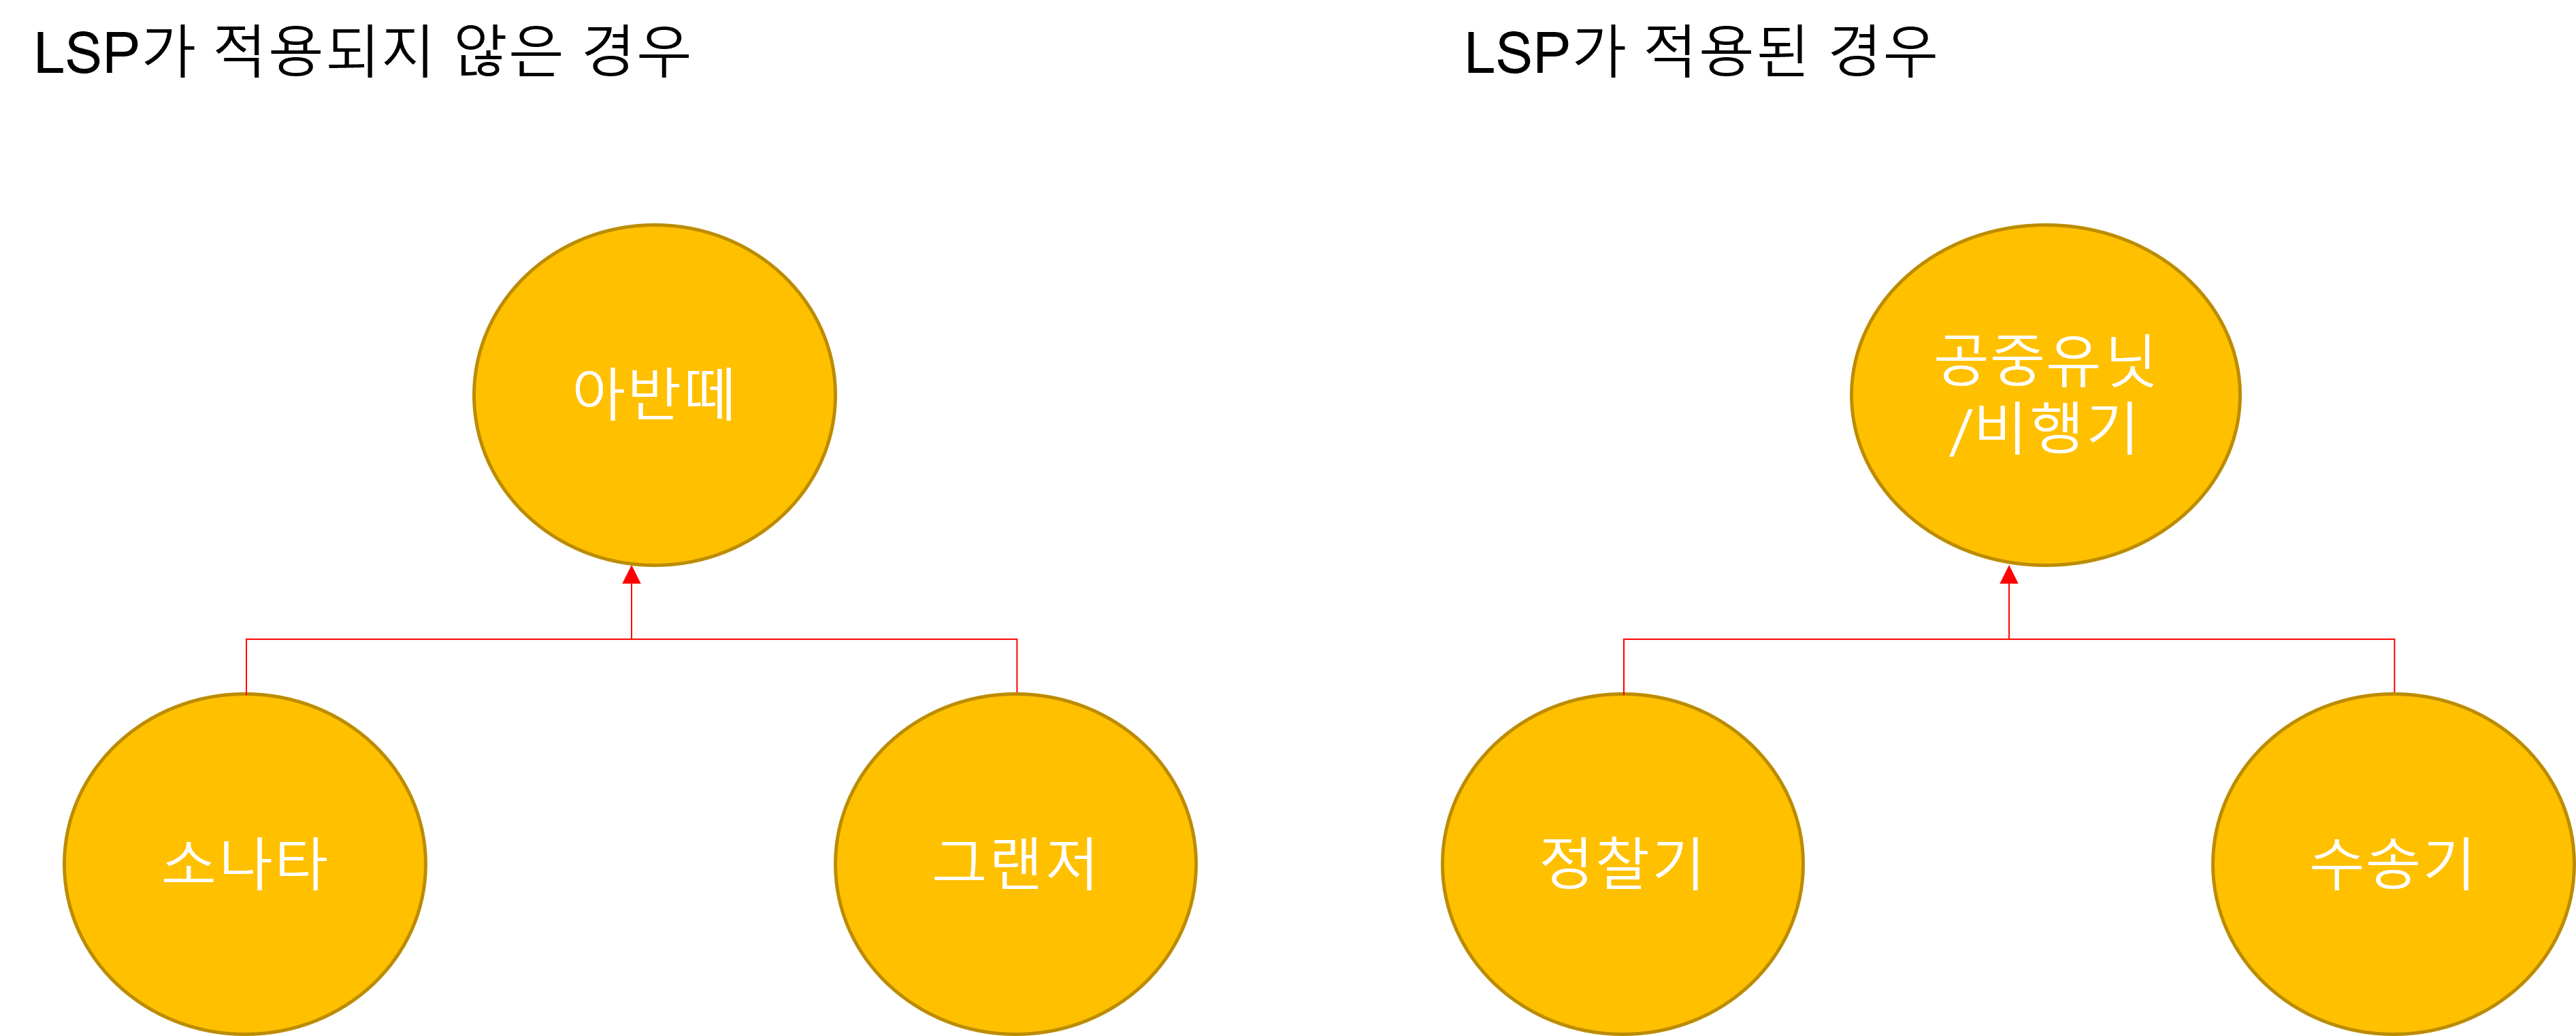 LSP가 적용되지 않은 경우
아반떼
소나타
그랜저
LSP가 적용된 경우
공중유닛
/비행기
정찰기
수송기